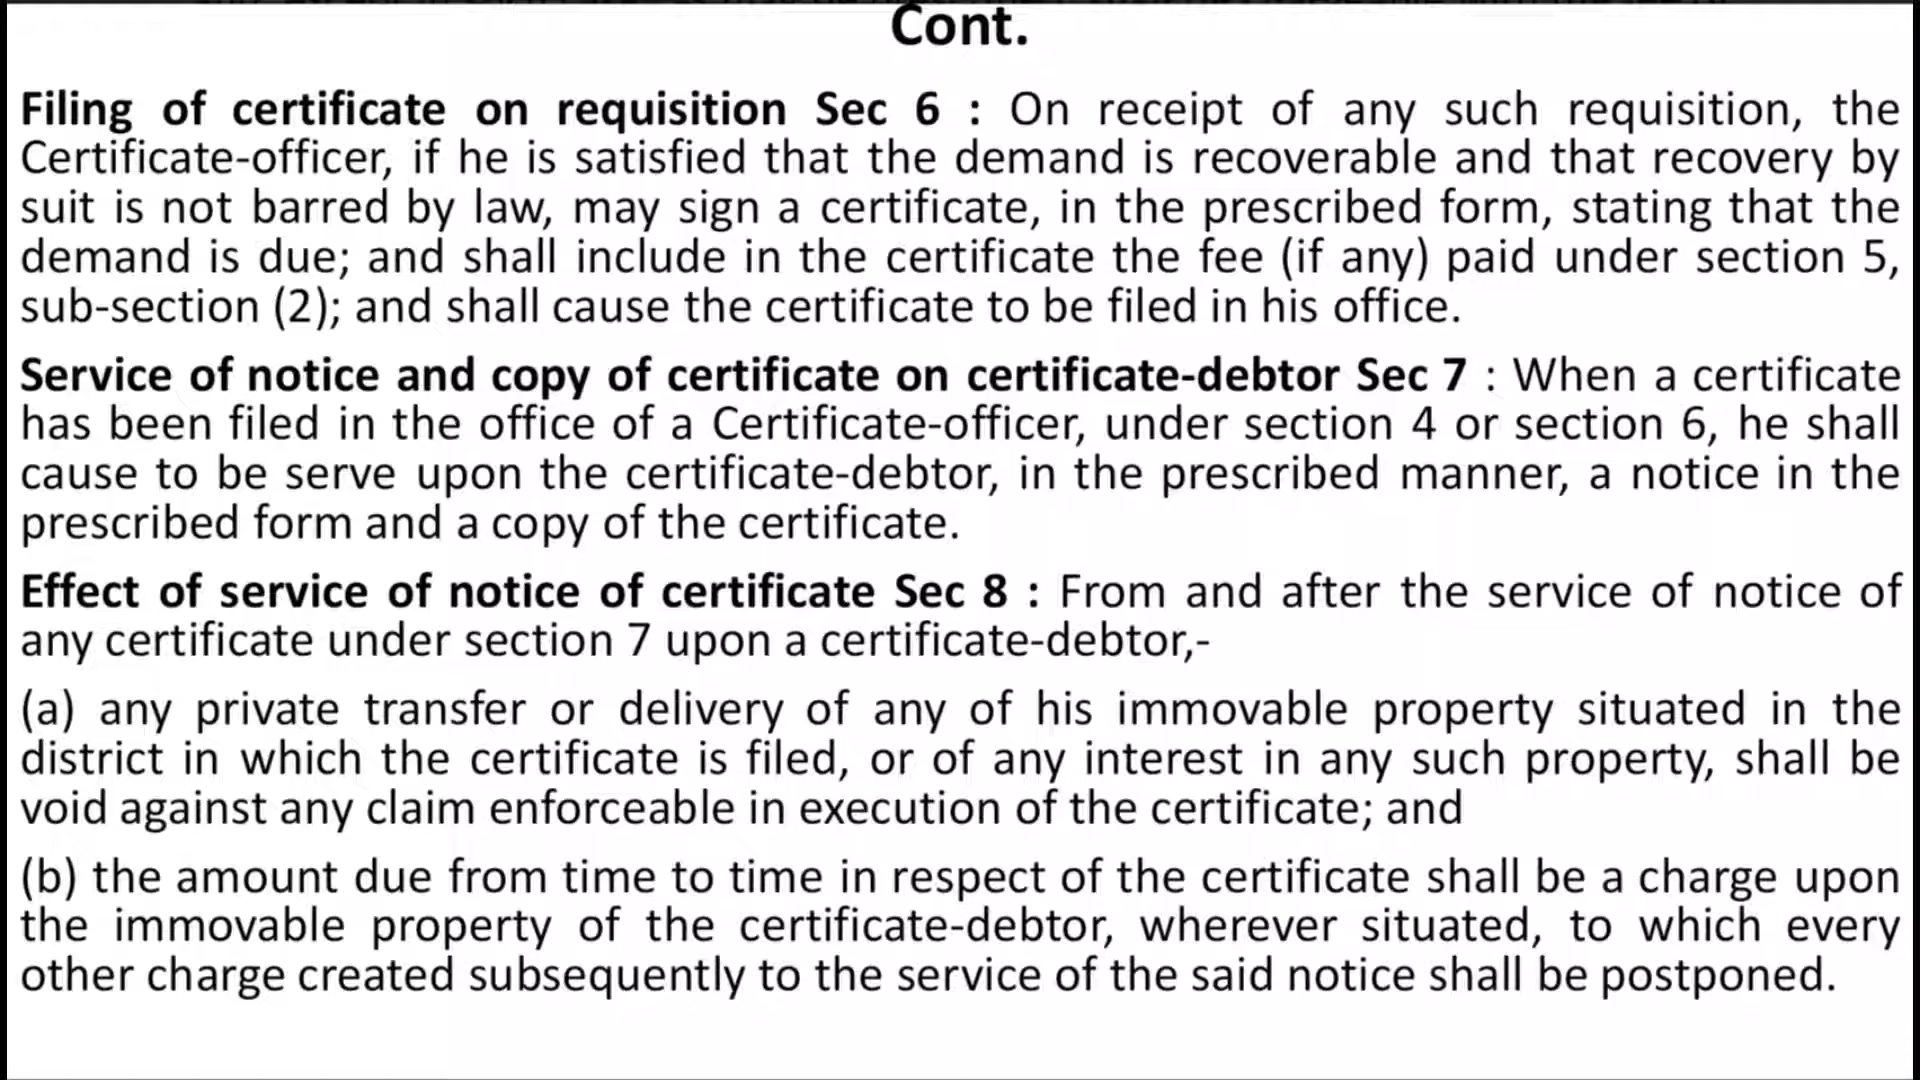 Cont.
Filing of certificate on requisition Sec 6 : On receipt of any such requisition, the
Certificate-officer, if he is satisfied that the demand is recoverable and that recovery by
suit is not barred by law, may sign a certificate, in the prescribed form, stating that the
demand is due; and shall include in the certificate the fee (if any) paid under section 5,
sub-section (2); and shall cause the certificate to be filed in his office.
Service of notice and copy of certificate on certificate-debtor Sec 7 : When a certificate
has been filed in the office of a Certificate-officer, under section 4 or section 6, he shall
cause to be serve upon the certificate-debtor, in the prescribed manner, a notice in the
prescribed form and a copy of the certificate.
Effect of service of notice of certificate Sec 8 : From and after the service of notice of
any certificate under section 7 upon a certificate-debtor,-
(a) any private transfer or delivery of any of his immovable property situated in the
district in which the certificate is filed, or of any interest in any such property, shall be
void against any claim enforceable in execution of the certificate; and
(b) the amount due from time to time in respect of the certificate shall be a charge upon
the immovable property of the certificate-debtor, wherever situated, to which every
other charge created subsequently to the service of the said notice shall be postponed.